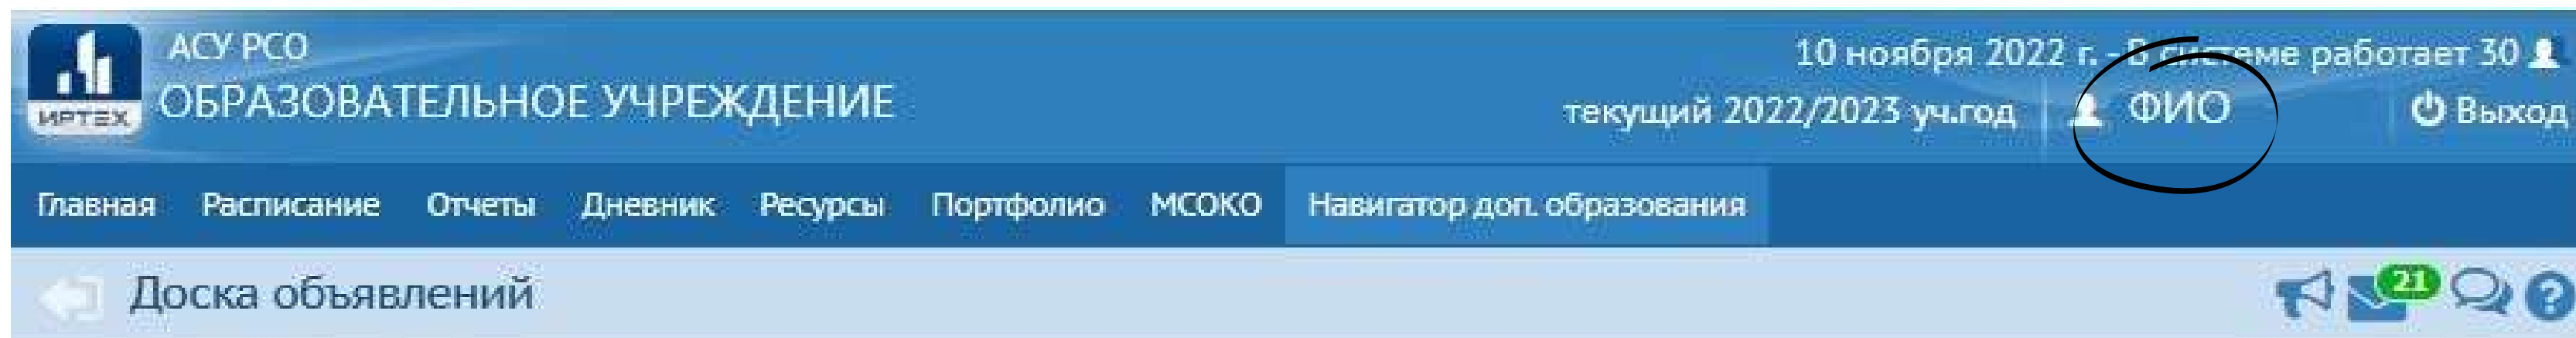 АСУ РСО
ОБРАЗОВАТЕЛЬНОЕ УЧРЕЖДЕНИЕ
ИРТЕХ
10 ноября 2022 г. - В системе работает 30
текущий 2022/2023 уч.год ФИО Выход
Главная Расписание Отчеты Дневник Ресурсы Портфолио МСОКО Навигатор доп. образования
Доска объявлений
21
?